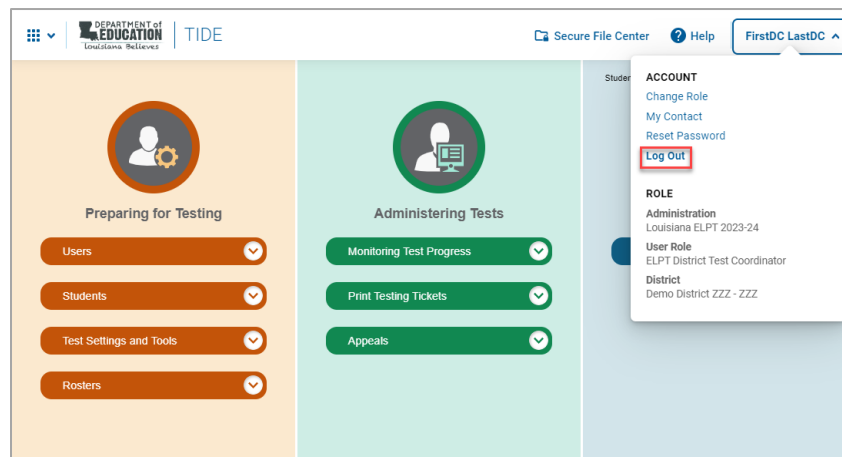 DEPARTMENT of
EDUCATION
Louisiana Believes
TIDE
Secure File Center
Help
FirstDC LastDC
Preparing for Testing
Users
Students
Test Settings and Tools
Rosters
Administering Tests
Monitoring Test Progress
Print Testing Tickets
Appeals
ACCOUNT
Change Role
My Contact
Reset Password
Log Out
ROLE
Administration
Louisiana ELPT 2023-24
User Role
ELPT District Test Coordinator
District
Demo District ZZZ - ZZZ